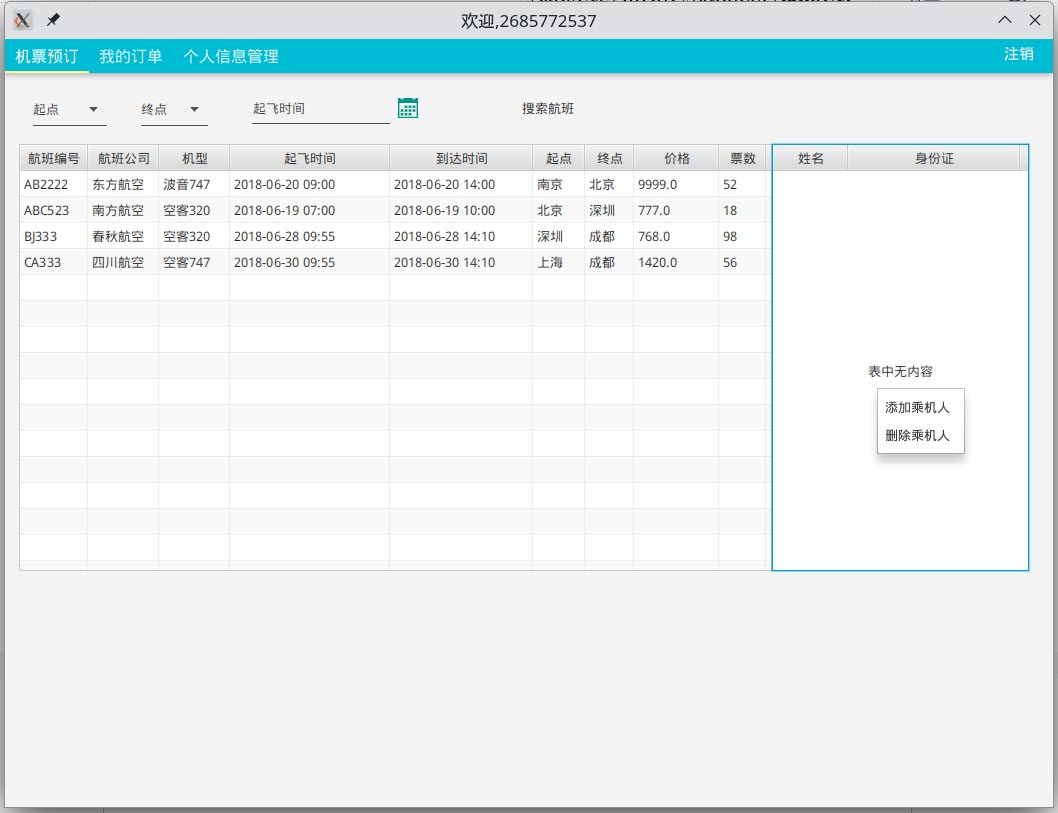 欢迎,2685772537
机票预订 我的订单 个人信息管理 注销
起点 终点 起飞时间 搜索航班
航班编号 航班公司 机型 起飞时间 到达时间 起点 终点 价格 票数 姓名 身份证
AB2222 东方航空 波音747 2018-06-20 09:00 2018-06-20 14:00 南京 北京 9999.0 52
ABC523 南方航空 空客320 2018-06-19 07:00 2018-06-19 10:00 北京 深圳 777.0 18
BJ333 春秋航空 空客320 2018-06-28 09:55 2018-06-28 14:10 深圳 成都 768.0 98
CA333 四川航空 空客747 2018-06-30 09:55 2018-06-30 14:10 上海 成都 1420.0 56
表中无内容
添加乘机人
删除乘机人